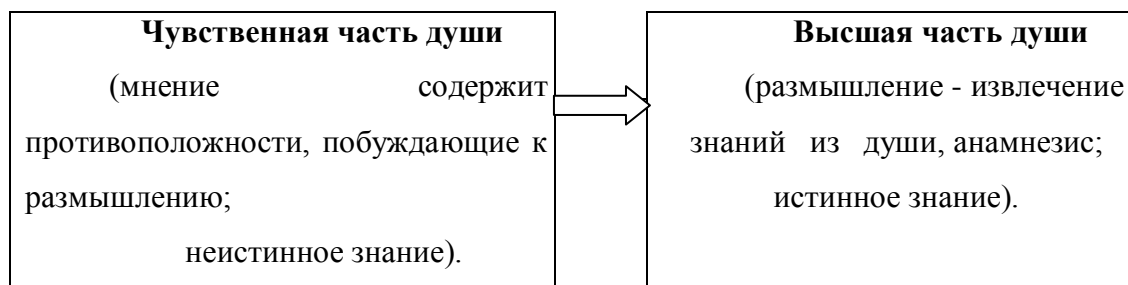 Чувственная часть души
(мнение содержит
противоположности, побуждающие к
размышлению;
неистинное знание).
Высшая часть души
(размышление - извлечение
знаний из души, анамнезис;
истинное знание).